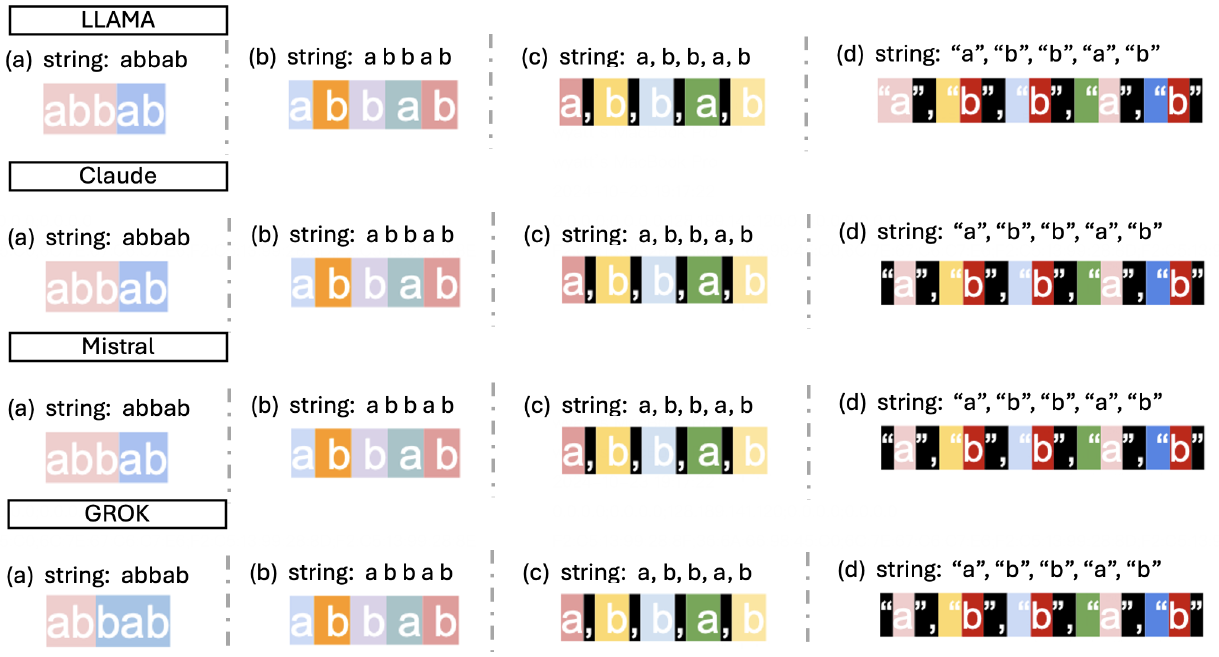 LLAMA
(a) string: abbab
(b) string: a b b a b
(c) string: a, b, b, a, b
(d) string: “a”, “b”, “b”, “a”, “b”
abbab
a b b a b
a, b, b, a, b
“a”, “b”, “b”, “a”, “b”
Claude
(a) string: abbab
(b) string: a b b a b
(c) string: a, b, b, a, b
(d) string: “a”, “b”, “b”, “a”, “b”
abbab
a b b a b
a, b, b, a, b
“a”, “b”, “b”, “a”, “b”
Mistral
(a) string: abbab
(b) string: a b b a b
(c) string: a, b, b, a, b
(d) string: “a”, “b”, “b”, “a”, “b”
abbab
a b b a b
a, b, b, a, b
“a”, “b”, “b”, “a”, “b”
GROK
(a) string: abbab
(b) string: a b b a b
(c) string: a, b, b, a, b
(d) string: “a”, “b”, “b”, “a”, “b”
abbab
a b b a b
a, b, b, a, b
“a”, “b”, “b”, “a”, “b”